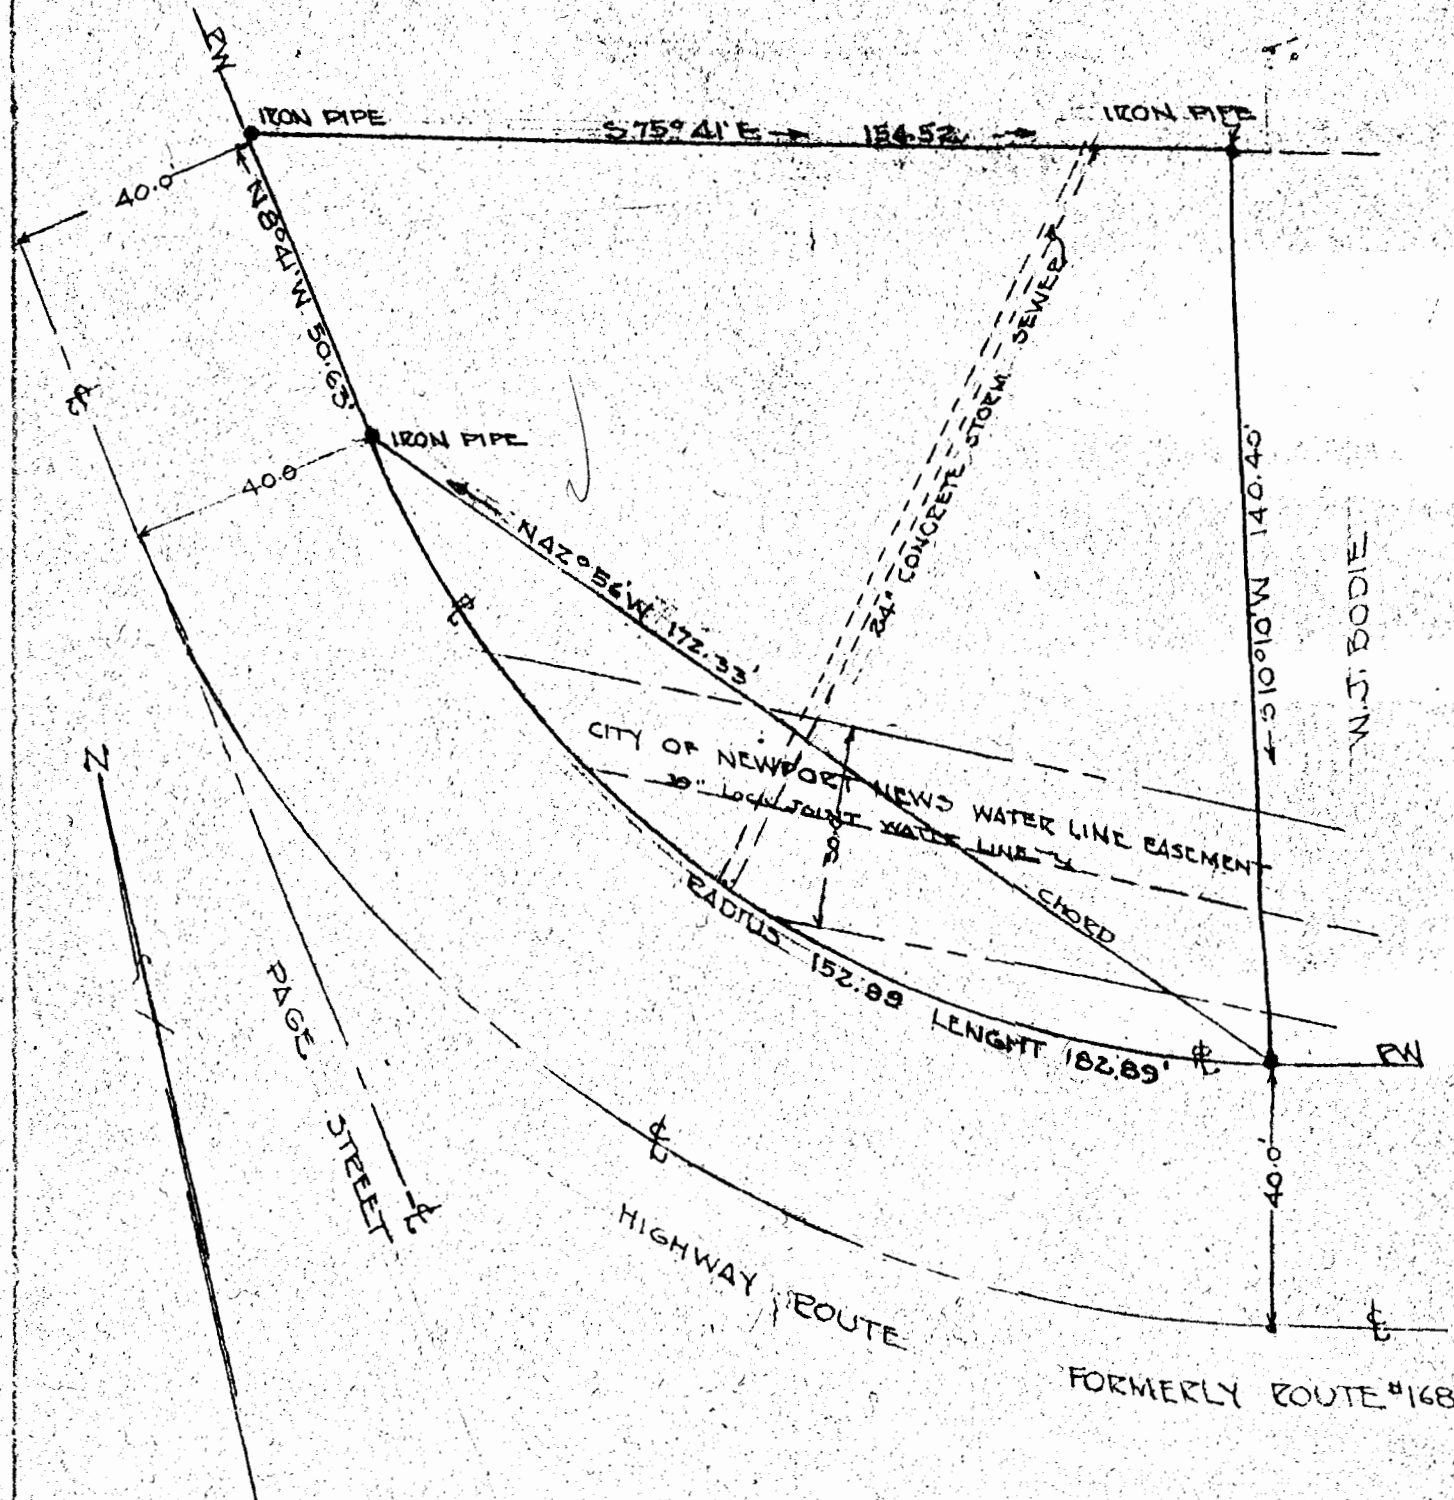 RW
IRON PIPE
S 75° 41' E 154.52
IRON PIPE
40.0
N 8° 41' W. 50.63'
IRON PIPE
40.0
N 42° 56' W 172.33'
24" CONCRETE STORM SEWER
S 10° 10' W 140.40'
W.J. BODIE
CITY OF NEWPORT NEWS WATER LINE EASEMENT
LOCK JOINT WATER LINE
CHORD
RADIUS 152.89 LENGHT 182.89'
RW
N
PAGE STREET
40.0'
HIGHWAY ROUTE
FORMERLY ROUTE #168